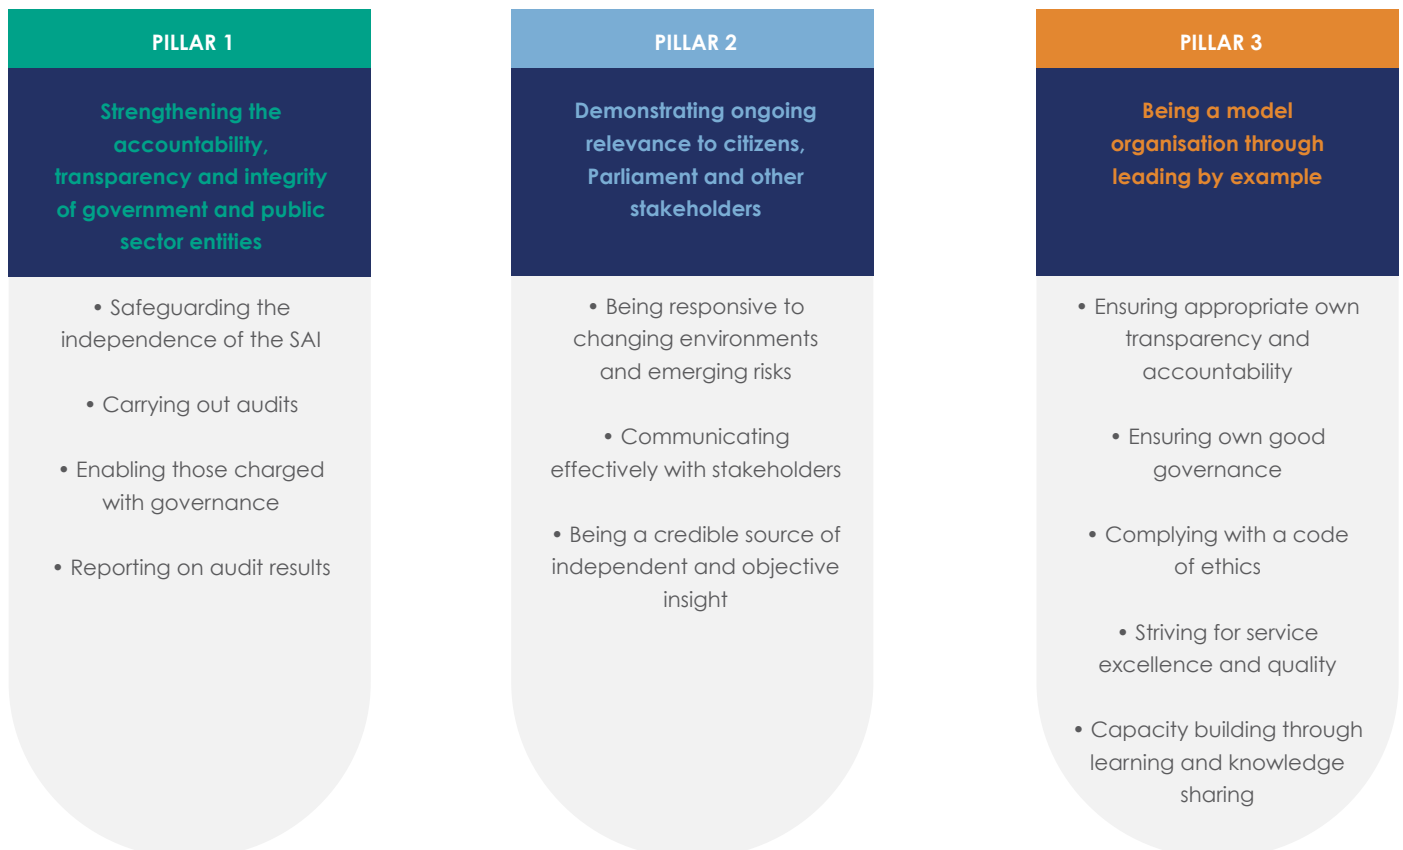 PILLAR 1
Strengthening the
accountability,
transparency and integrity
of government and public
sector entities
• Safeguarding the
independence of the SAI
• Carrying out audits
• Enabling those charged
with governance
• Reporting on audit results
PILLAR 2
Demonstrating ongoing
relevance to citizens,
Parliament and other
stakeholders
• Being responsive to
changing environments
and emerging risks
• Communicating
effectively with stakeholders
• Being a credible source of
independent and objective
insight
PILLAR 3
Being a model
organisation through
leading by example
• Ensuring appropriate own
transparency and
accountability
• Ensuring own good
governance
• Complying with a code
of ethics
• Striving for service
excellence and quality
• Capacity building through
learning and knowledge
sharing